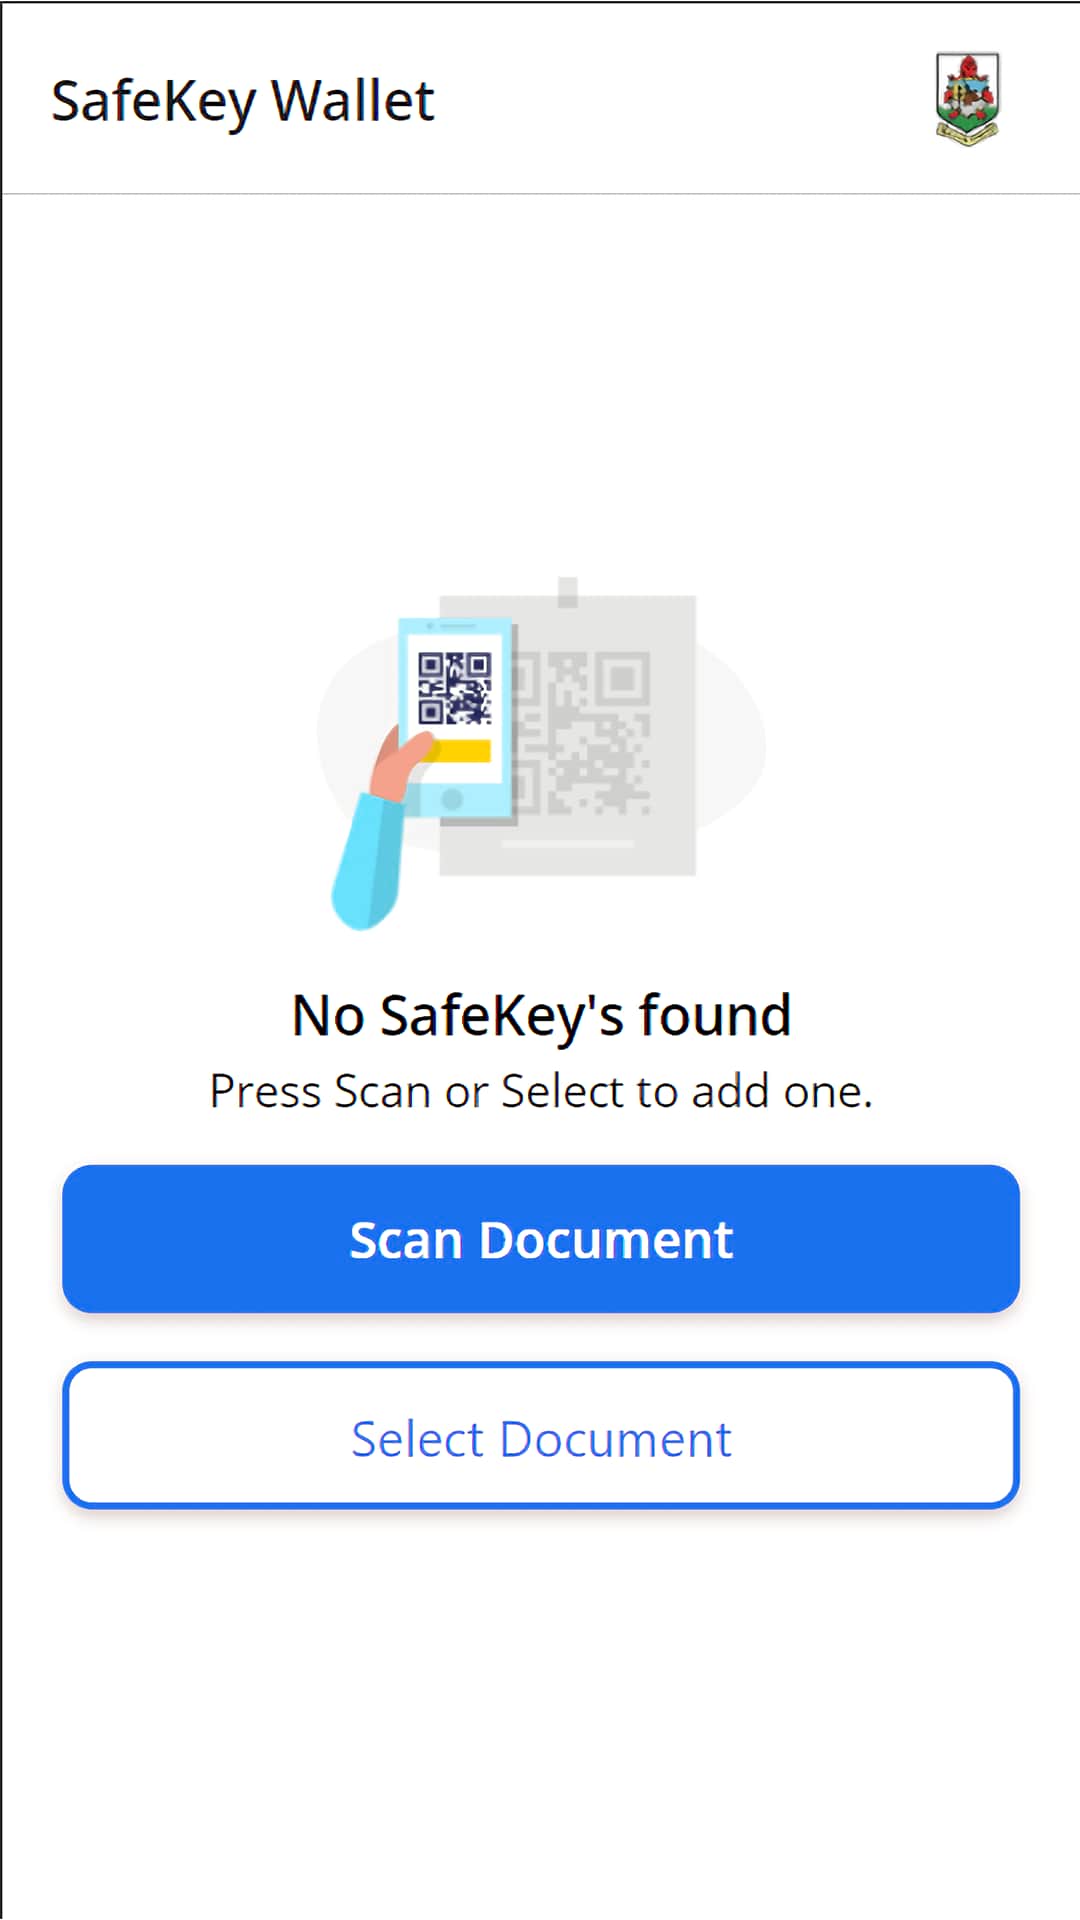 SafeKey Wallet
No SafeKey's found
Press Scan or Select to add one.
Scan Document
Select Document